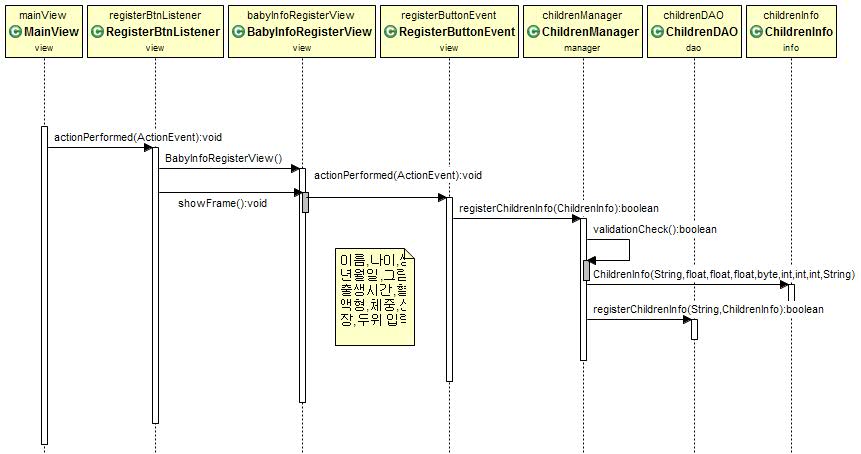 mainView registerBtnListener babyInfoRegisterView registerButtonEvent childrenManager childrenDAO childrenInfo
C MainView C RegisterBtnListener C BabyInfoRegisterView C RegisterButtonEvent C ChildrenManager C ChildrenDAO C ChildrenInfo
view view view view manager dao info
actionPerformed(ActionEvent):void
BabyInfoRegisterView()
actionPerformed(ActionEvent):void
showFrame():void
registerChildrenInfo(ChildrenInfo):boolean
validationCheck():boolean
이름,나이,
년월일,그림
출생시간,혈
액형,체중,
장,두위 입력
ChildrenInfo(String,float,float,float,byte,int,int,int,String)
registerChildrenInfo(String,ChildrenInfo):boolean